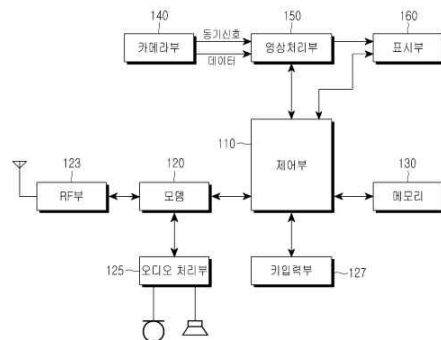 140
150
160
카메라부
동기신호
데이터
영상처리부
표시부
110
제어부
123
120
130
RF부
모뎀
메모리
125
오디오 처리부
키입력부
127